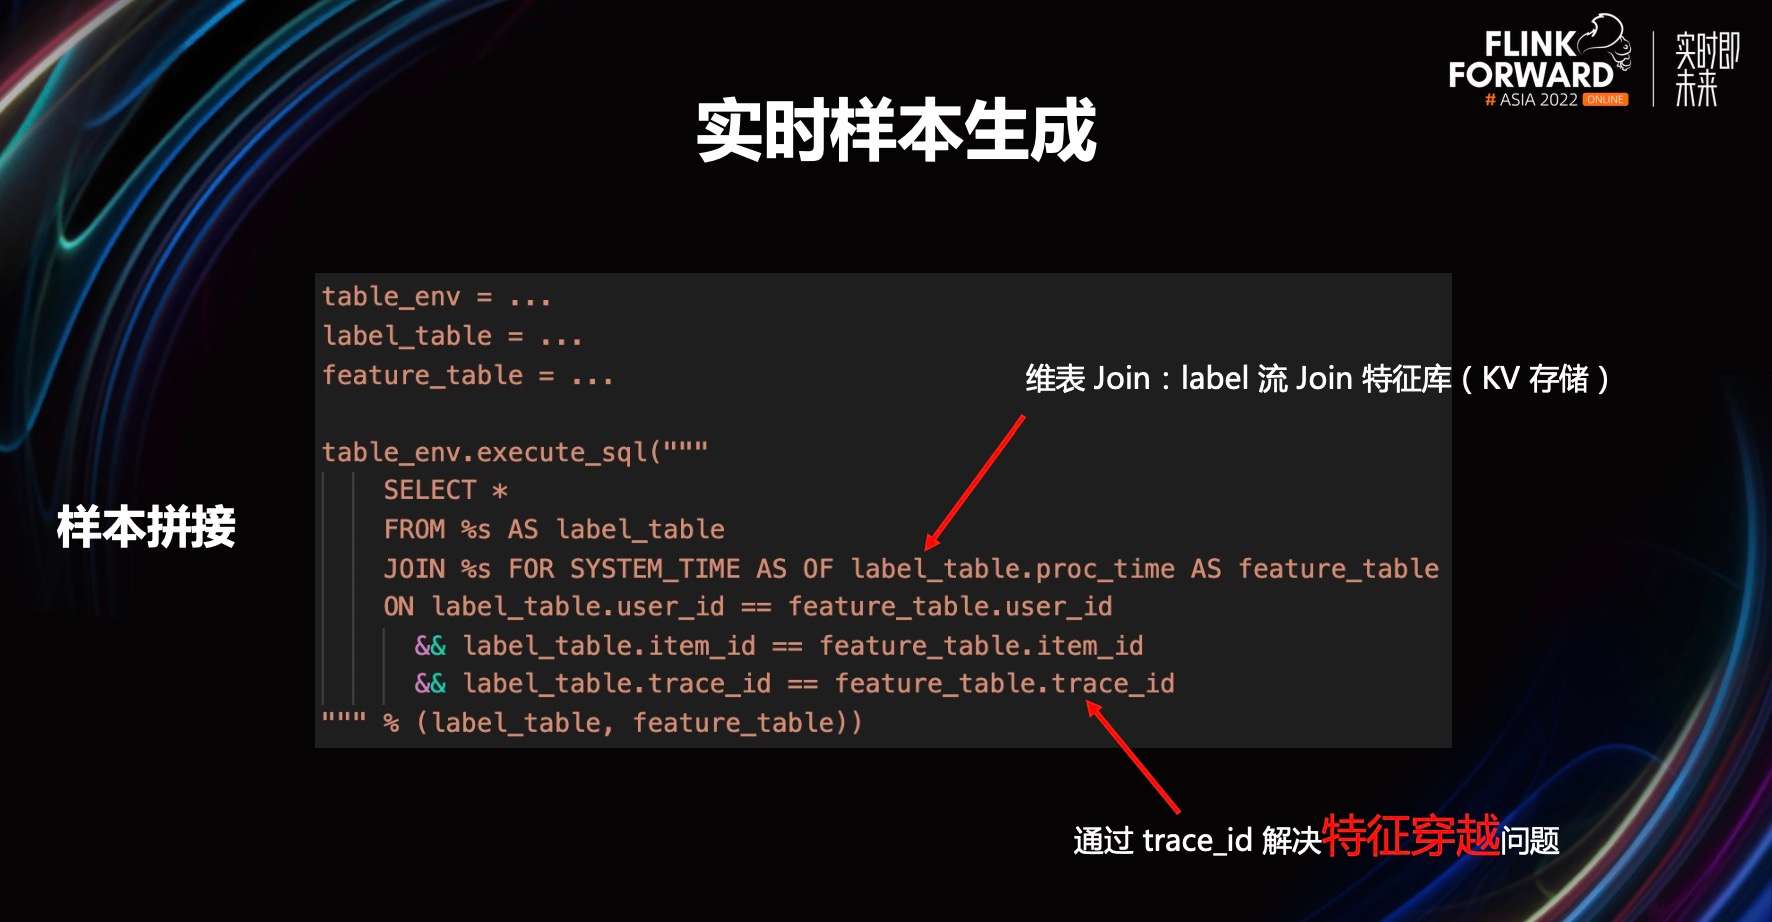 FLINK
FORWARD
# ASIA 2022 ONLINE
实时即
未来
实时样本生成
样本拼接
table_env = ...
label_table = ...
feature_table = ...
维表 Join：label 流 Join 特征库（KV 存储）
table_env.execute_sql("""
SELECT *
FROM %s AS label_table
JOIN %s FOR SYSTEM_TIME AS OF label_table.proc_time AS feature_table
ON label_table.user_id == feature_table.user_id
&& label_table.item_id == feature_table.item_id
&& label_table.trace_id == feature_table.trace_id
""" % (label_table, feature_table))
通过 trace_id 解决特征穿越问题